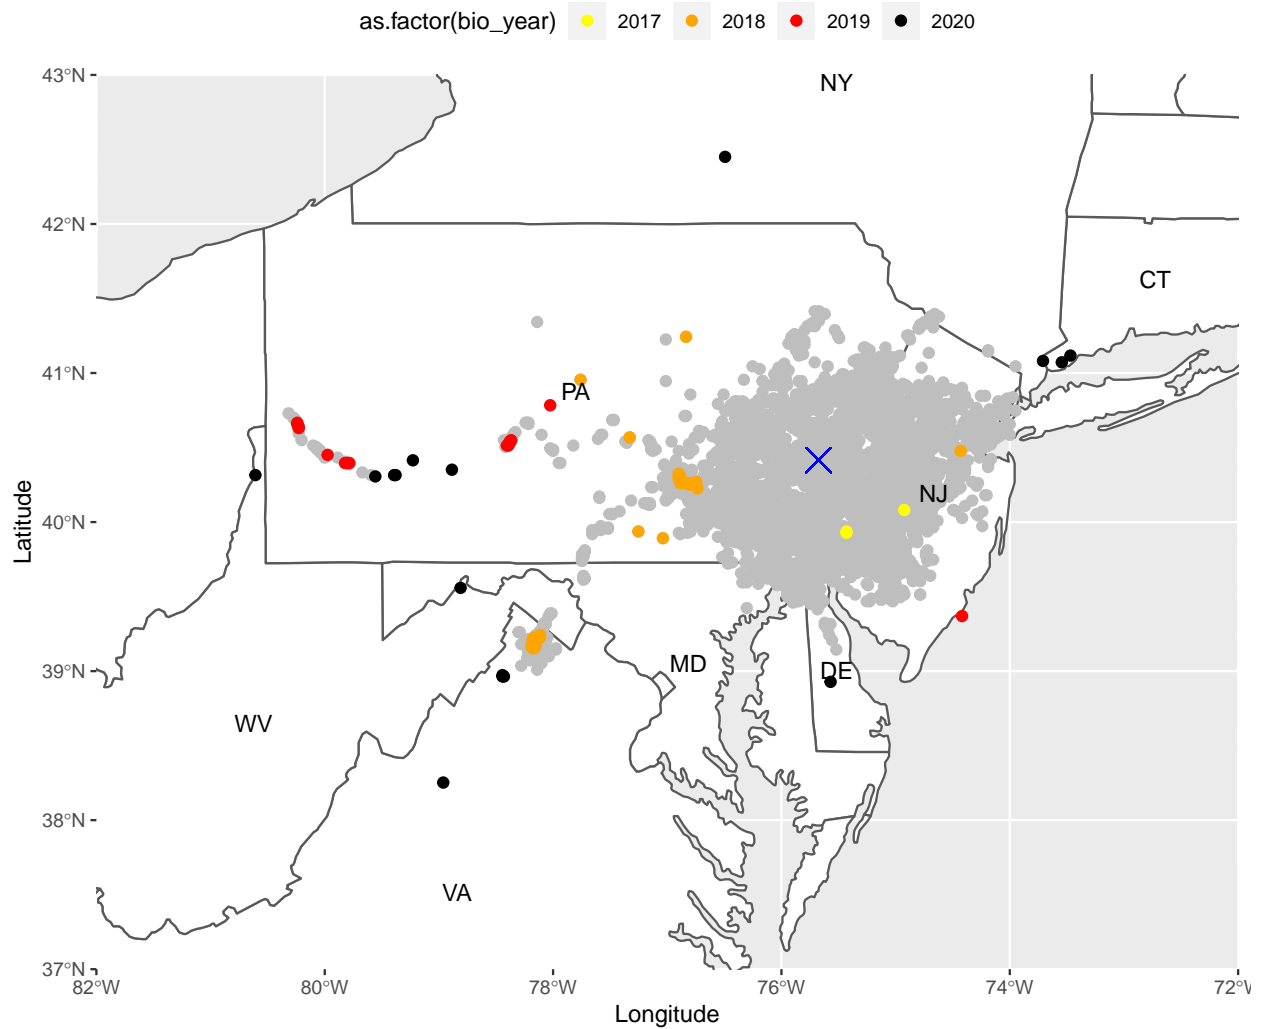 as.factor(bio_year) 2017 2018 2019 2020
43°N
NY
42°N
CT
41°N
PA
NJ
40°N
Latitude
MD
DE
39°N
WV
38°N
VA
37°N
82°W 80°W 78°W 76°W 74°W 72°W
Longitude